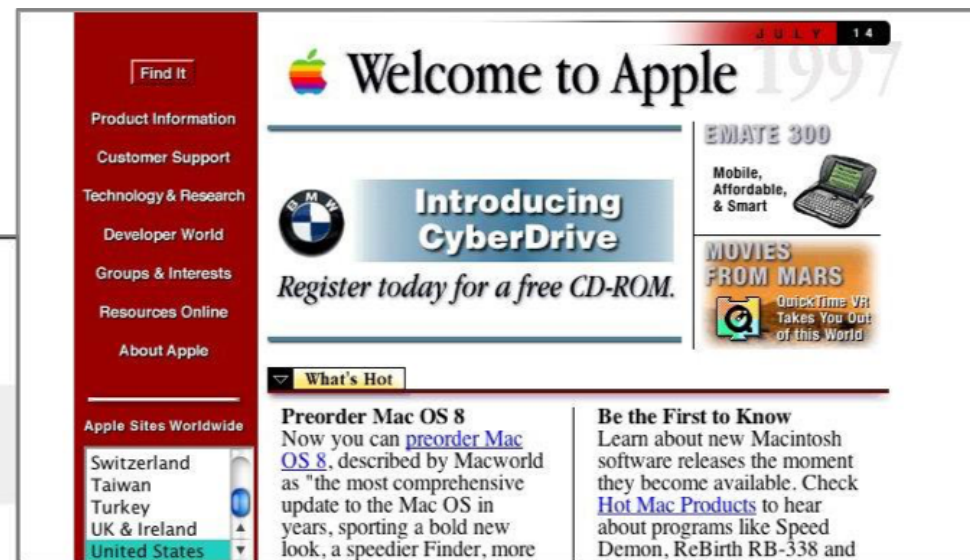 JULY 14
1997
Find It
Product Information
Customer Support
Technology & Research
Developer World
Groups & Interests
Resources Online
About Apple
Apple Sites Worldwide
Switzerland
Taiwan
Turkey
UK & Ireland
United States
Welcome to Apple
BMW
Introducing
CyberDrive
Register today for a free CD-ROM.
EMATE 300
Mobile,
Affordable,
& Smart
MOVIES
FROM MARS
QuickTime VR
Takes You Out
of this World
What's Hot
Preorder Mac OS 8
Now you can preorder Mac
OS 8, described by Macworld
as "the most comprehensive
update to the Mac OS in
years, sporting a bold new
look, a speedier Finder, more
Be the First to Know
Learn about new Macintosh
software releases the moment
they become available. Check
Hot Mac Products to hear
about programs like Speed
Demon, ReBirth RB-338 and